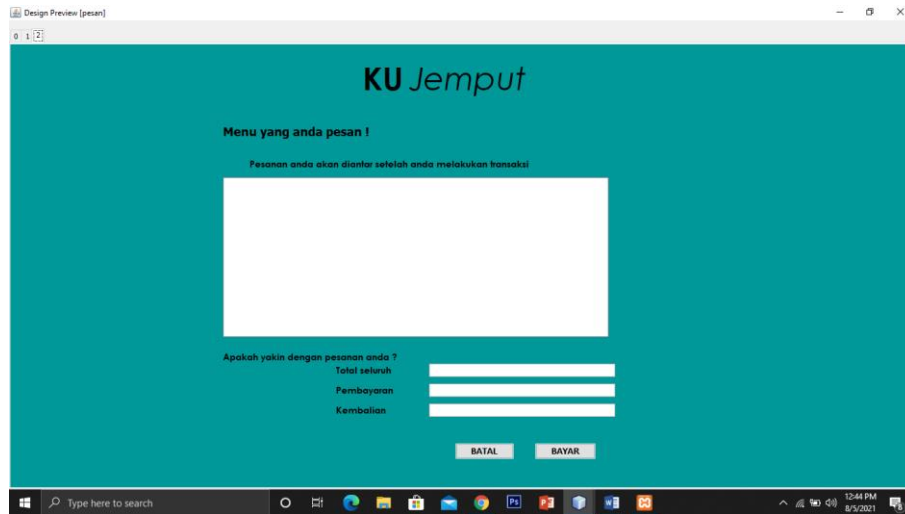 Design Preview [pesan]
0 1 2
KU Jemput
Menu yang anda pesan !
Pesanan anda akan diantar setelah anda melakukan transaksi
Apakah yakin dengan pesanan anda ?
Total seluruh
Pembayaran
Kembalian
BATAL BAYAR
Type here to search
Ps
12:44 PM
8/5/2021